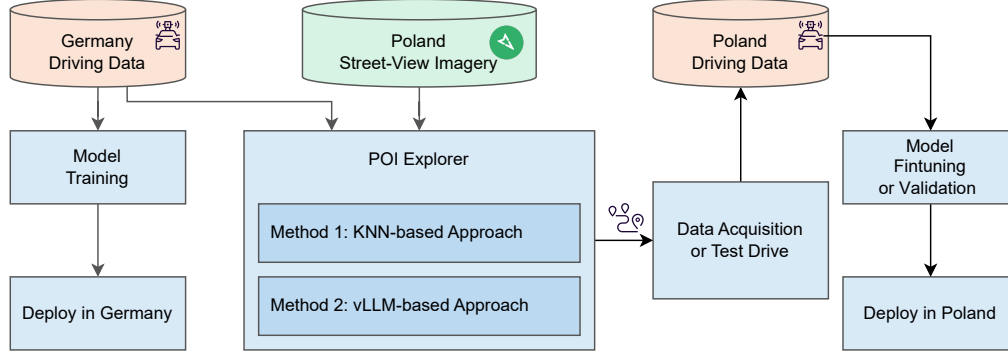 Germany
Driving Data
Poland
Street-View Imagery
Poland
Driving Data
Model
Training
POI Explorer
Method 1: KNN-based Approach
Method 2: vLLM-based Approach
Data Acquisition
or Test Drive
Model
Fintuning
or Validation
Deploy in Germany
Deploy in Poland